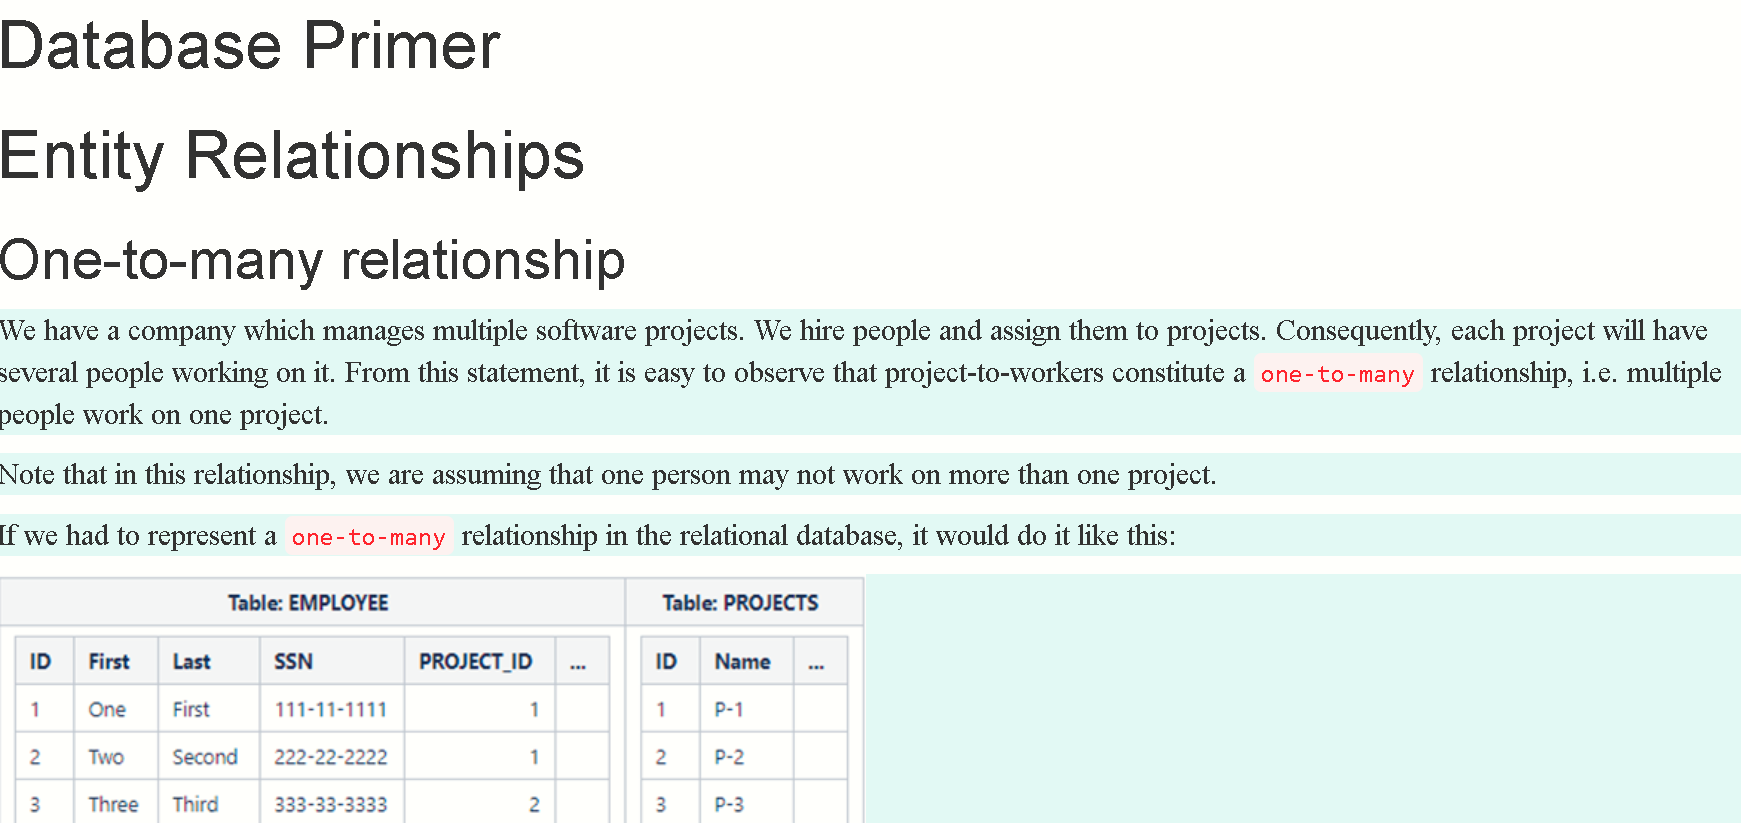 Database Primer
Entity Relationships
One-to-many relationship
We have a company which manages multiple software projects. We hire people and assign them to projects. Consequently, each project will have
several people working on it. From this statement, it is easy to observe that project-to-workers constitute a one-to-many relationship, i.e. multiple
people work on one project.
Note that in this relationship, we are assuming that one person may not work on more than one project.
If we had to represent a one-to-many relationship in the relational database, it would do it like this:
Table: EMPLOYEE Table: PROJECTS
ID First Last SSN PROJECT_ID ... ID Name ...
1 One First 111-11-1111 1 1 P-1
2 Two Second 222-22-2222 1 2 P-2
3 Three Third 333-33-3333 2 3 P-3